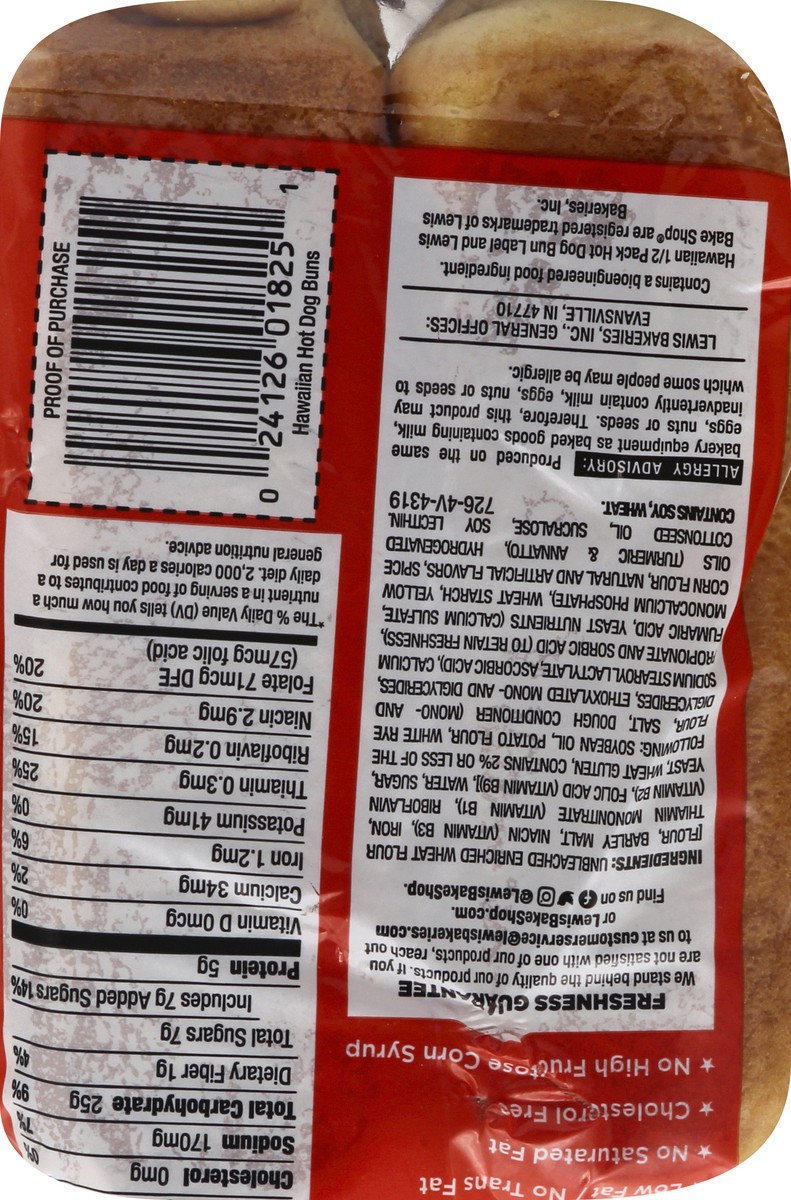 Low Fat / No Trans Fat
★ No Saturated Fat
★ Cholesterol Free
★ No High Fructose Corn Syrup
FRESHNESS GUARANTEE
We stand behind the quality of our products. If you
are not satisfied with one of our products, reach out
to us at customerservice@lewisbakeries.com
or LewisBakeShop.com.
Find us on @LewisBakeShop.
INGREDIENTS: UNBLEACHED ENRICHED WHEAT FLOUR
[FLOUR, BARLEY MALT, NIACIN (VITAMIN B3), IRON,
THIAMIN MONONITRATE (VITAMIN B1), RIBOFLAVIN
(VITAMIN B2), FOLIC ACID (VITAMIN B9)], WATER, SUGAR,
YEAST, WHEAT GLUTEN, CONTAINS 2% OR LESS OF THE
FOLLOWING: SOYBEAN OIL, POTATO FLOUR, WHITE RYE
FLOUR, SALT, DOUGH CONDITIONER (MONO- AND
DIGLYCERIDES, ETHOXYLATED MONO- AND DIGLYCERIDES,
SODIUM STEAROYL LACTYLATE, ASCORBIC ACID), CALCIUM
PROPIONATE AND SORBIC ACID (TO RETAIN FRESHNESS),
FUMARIC ACID, YEAST NUTRIENTS (CALCIUM SULFATE,
MONOCALCIUM PHOSPHATE), WHEAT STARCH, YELLOW
CORN FLOUR, NATURAL AND ARTIFICIAL FLAVORS, SPICE
OILS (TURMERIC & ANNATTO), HYDROGENATED
COTTONSEED OIL, SUCRALOSE, SOY LECITHIN.
CONTAINS SOY, WHEAT. 726-4V-4319
ALLERGY ADVISORY: Produced on the same
bakery equipment as baked goods containing milk,
eggs, nuts or seeds. Therefore, this product may
inadvertently contain milk, eggs, nuts or seeds to
which some people may be allergic.
LEWIS BAKERIES, INC., GENERAL OFFICES:
EVANSVILLE, IN 47710
Contains a bioengineered food ingredient.
Hawaiian 1/2 Pack Hot Dog Bun Label and Lewis
Bake Shop® are registered trademarks of Lewis
Bakeries, Inc.
Cholesterol 0mg 0%
Sodium 170mg 7%
Total Carbohydrate 25g 9%
Dietary Fiber 1g 4%
Total Sugars 7g
Includes 7g Added Sugars 14%
Protein 5g
Vitamin D 0mcg 0%
Calcium 34mg 2%
Iron 1.2mg 6%
Potassium 41mg 0%
Thiamin 0.3mg 25%
Riboflavin 0.2mg 15%
Niacin 2.9mg 20%
Folate 71mcg DFE 20%
(57mcg folic acid)
*The % Daily Value (DV) tells you how much a
nutrient in a serving of food contributes to a
daily diet. 2,000 calories a day is used for
general nutrition advice.
PROOF OF PURCHASE
0 24126 01825 1
Hawaiian Hot Dog Buns